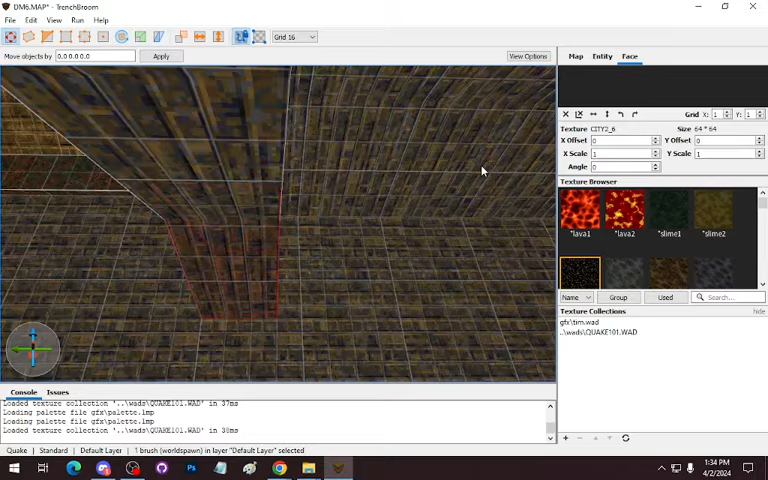 DM6.MAP* - TrenchBroom
File Edit View Run Help
Grid 16
Move objects by 0.0 0.0 0.0 Apply View Options
Map Entity Face
Grid X: 1 Y: 1
Texture CITY2_6 Size 64 * 64
X Offset 0 Y Offset 0
X Scale 1 Y Scale 1
Angle 0
Texture Browser
*lava1 *lava2 *slime1 *slime2
Name Group Used Search...
Texture Collections hide
gfx\tim.wad
..\wads\QUAKE101.WAD
Console Issues
Loaded texture collection '..\wads\QUAKE101.WAD' in 37ms
Loading palette file gfx\palette.lmp
Loading palette file gfx\palette.lmp
Loaded texture collection '..\wads\QUAKE101.WAD' in 38ms
Quake Standard Default Layer 1 brush (worldspawn) in layer "Default Layer" selected
1:34 PM
4/2/2024